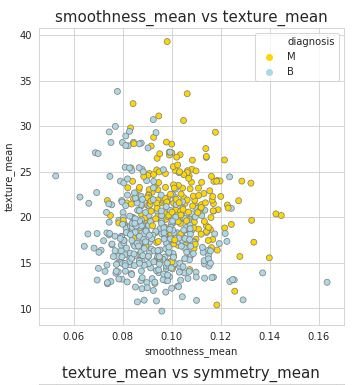 smoothness_mean vs texture_mean
diagnosis
M
B
40
35
30
25
20
15
10
texture_mean
0.06
0.08
0.10
0.12
0.14
0.16
smoothness_mean
texture_mean vs symmetry_mean